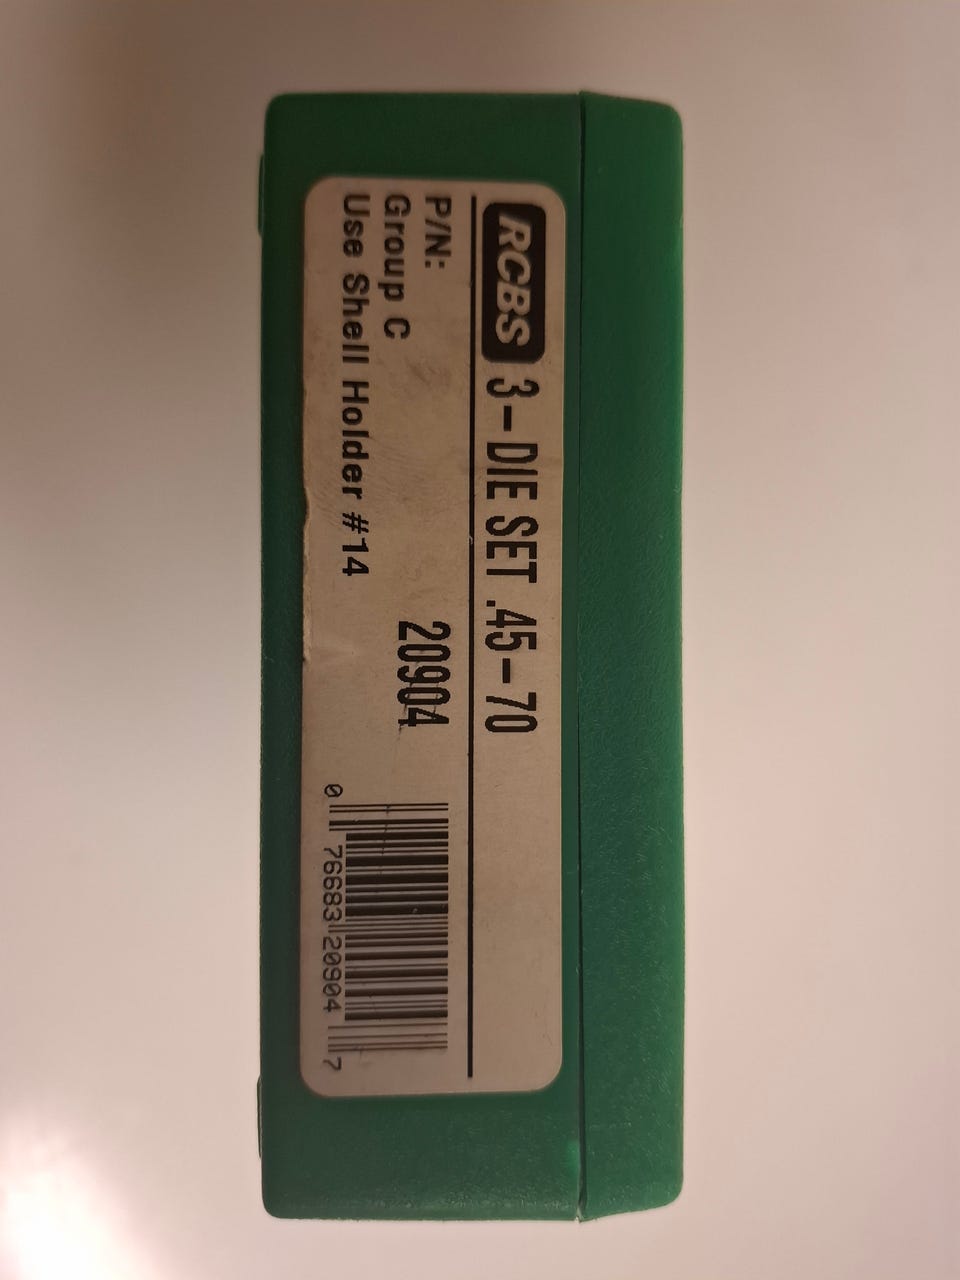 RCBS 3-DIE SET .45-70
P/N: 20904
Group C
Use Shell Holder #14
0 76683 20904 7